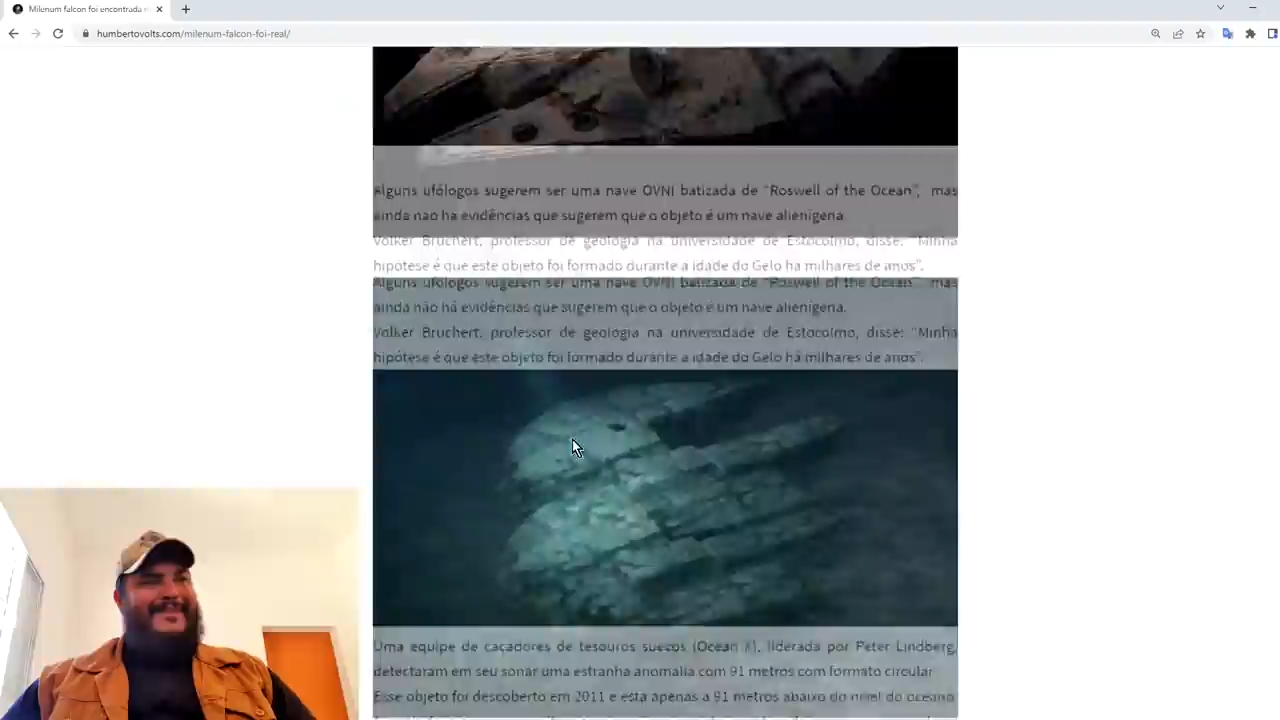 Milenum falcon foi encontrada
humbertovolts.com/milenum-falcon-foi-real/
Alguns ufólogos sugerem ser uma nave OVNI batizada de "Roswell of the Ocean", mas
ainda não há evidências que sugerem que o objeto é um nave alienígena.
Volker Bruchert, professor de geologia na universidade de Estocolmo, disse: "Minha
hipótese é que este objeto foi formado durante a idade do Gelo há milhares de anos".
Alguns ufólogos sugerem ser uma nave OVNI batizada de "Roswell of the Ocean", mas
ainda não há evidências que sugerem que o objeto é um nave alienígena.
Volker Bruchert, professor de geologia na universidade de Estocolmo, disse: "Minha
hipótese é que este objeto foi formado durante a idade do Gelo há milhares de anos".
Uma equipe de caçadores de tesouros suecos (Ocean X), liderada por Peter Lindberg,
detectaram em seu sonar uma estranha anomalia com 91 metros com formato circular
Esse objeto foi descoberto em 2011 e esta apenas a 91 metros abaixo do nível do oceano